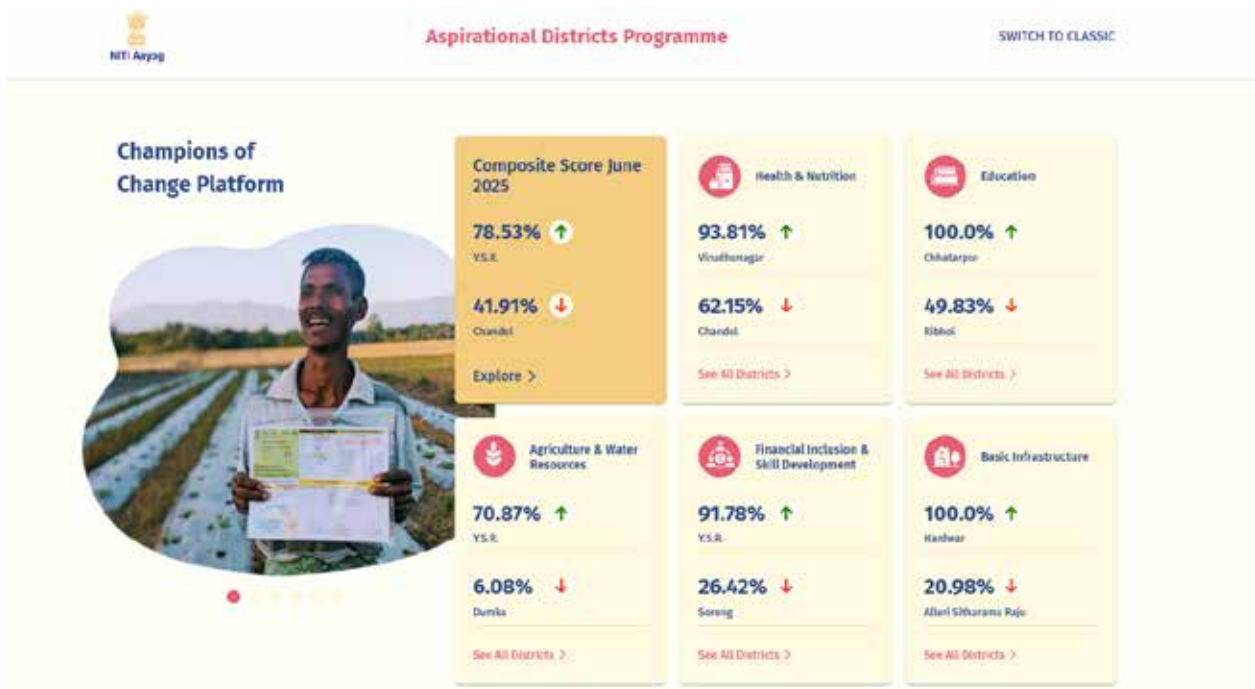 NITI Aayog
Aspirational Districts Programme
SWITCH TO CLASSIC
Champions of
Change Platform
Composite Score June
2025
78.53%
Y.S.R.
41.91%
Chandel
Explore >
Health & Nutrition
93.81%
Virudhunagar
62.15%
Chandel
See All Districts >
Education
100.0%
Chhatarpur
49.83%
Ribhoi
See All Districts >
Agriculture & Water
Resources
70.87%
Y.S.R.
6.08%
Dumka
See All Districts >
Financial Inclusion &
Skill Development
91.78%
Y.S.R.
26.42%
Soreng
See All Districts >
Basic Infrastructure
100.0%
Hardwar
20.98%
Alluri Sitharama Raju
See All Districts >